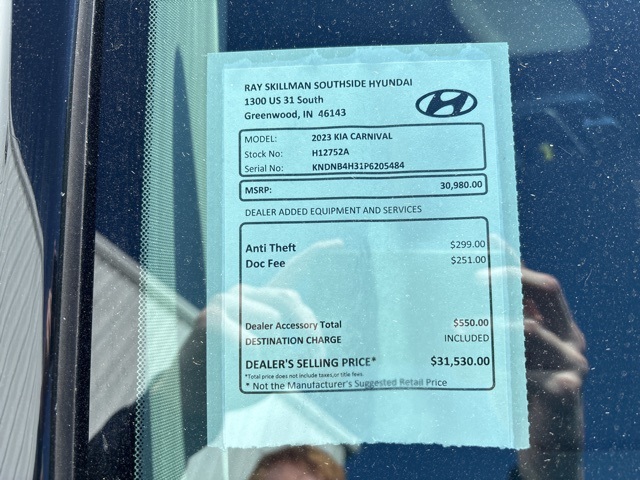 RAY SKILLMAN SOUTHSIDE HYUNDAI
1300 US 31 South
Greenwood, IN 46143
MODEL: 2023 KIA CARNIVAL
Stock No: H12752A
Serial No: KNDNB4H31P6205484
MSRP: 30,980.00
DEALER ADDED EQUIPMENT AND SERVICES
Anti Theft $299.00
Doc Fee $251.00
Dealer Accessory Total $550.00
DESTINATION CHARGE INCLUDED
DEALER'S SELLING PRICE* $31,530.00
*Total price does not include taxes,or title fees
* Not the Manufacturer's Suggested Retail Price